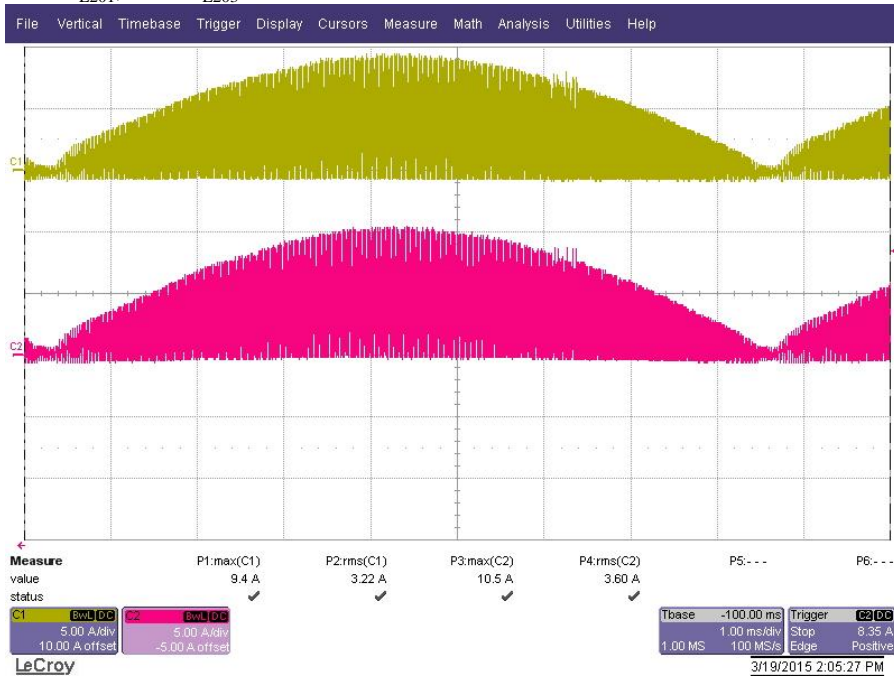 L201, L203
File Vertical Timebase Trigger Display Cursors Measure Math Analysis Utilities Help
C1
C2
Measure P1:max(C1) P2:rms(C1) P3:max(C2) P4:rms(C2) P5:- - - P6:- - -
value 9.4 A 3.22 A 10.5 A 3.60 A
status
C1 BwL DC C2 BwL DC Tbase -100.00 ms Trigger C2 DC
5.00 A/div 5.00 A/div 1.00 ms/div Stop 8.35 A
10.00 A offset -5.00 A offset 1.00 MS 100 MS/s Edge Positive
LeCroy 3/19/2015 2:05:27 PM